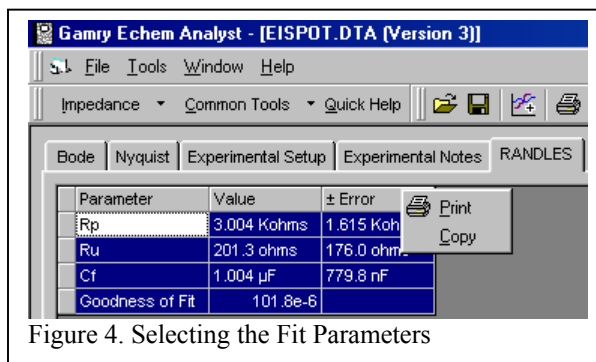 Gamry Echem Analyst - [EISPOT.DTA (Version 3)]
File Tools Window Help
Impedance Common Tools Quick Help
Bode Nyquist Experimental Setup Experimental Notes RANDLES
Parameter Value ± Error
Rp 3.004 Kohms 1.615 Koh
Ru 201.3 ohms 176.0 ohms
Cf 1.004 µF 779.8 nF
Goodness of Fit 101.8e-6
Print
Copy
Figure 4. Selecting the Fit Parameters